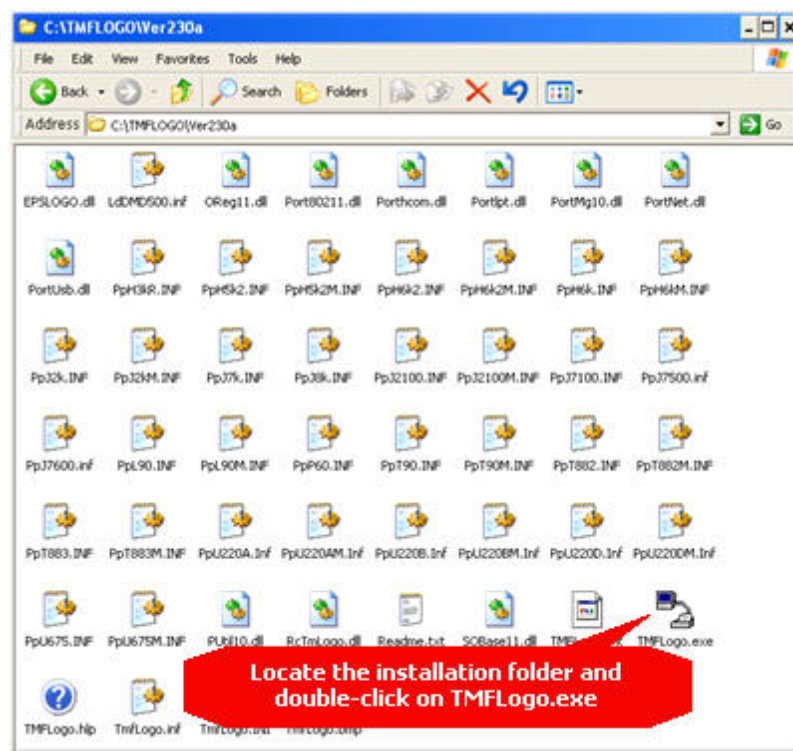 C:\TMFLOGO\Ver230a
File Edit View Favorites Tools Help
Back Search Folders
Address C:\TMFLOGO\Ver230a Go
EPSLOGO.dll LdDMD500.inf OReg11.dll Port80211.dll Porthcom.dll Portlpt.dll PortMg10.dll PortNet.dll
PortUsb.dll PpH3kR.INF PpH5k2.INF PpH5k2M.INF PpH6k2.INF PpH6k2M.INF PpH6k.INF PpH6kM.INF
PpJ2k.INF PpJ2kM.INF PpJ7k.INF PpJ8k.INF PpJ2100.INF PpJ2100M.INF PpJ7100.INF PpJ7500.inf
PpJ7600.inf PpL90.INF PpL90M.INF PpP60.INF PpT90.INF PpT90M.INF PpT882.INF PpT882M.INF
PpT883.INF PpT883M.INF PpU220A.Inf PpU220AM.Inf PpU220B.Inf PpU220BM.Inf PpU220D.Inf PpU220DM.Inf
PpU675.INF PpU675M.INF PUtil10.dll RcTmLogo.dll Readme.txt SOBase11.dll TMFLogo.exe
Locate the installation folder and
double-click on TMFLogo.exe
TMFLogo.hlp TmfLogo.inf TmfLogo.INI TmfLogo.bmp